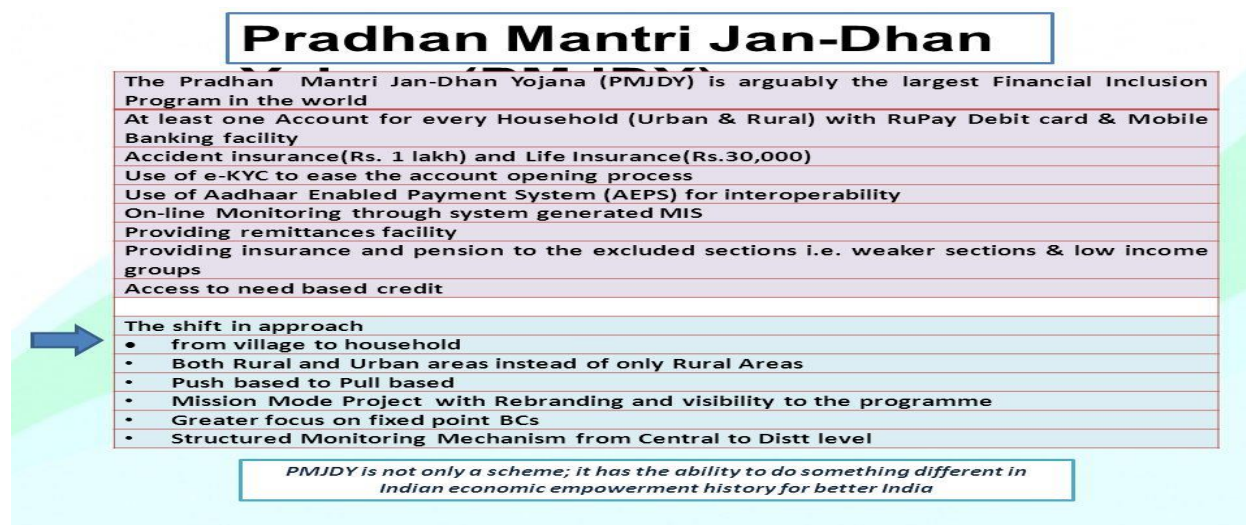 Pradhan Mantri Jan-Dhan
The Pradhan Mantri Jan-Dhan Yojana (PMJDY) is arguably the largest Financial Inclusion
Program in the world
At least one Account for every Household (Urban & Rural) with RuPay Debit card & Mobile
Banking facility
Accident insurance(Rs. 1 lakh) and Life Insurance(Rs.30,000)
Use of e-KYC to ease the account opening process
Use of Aadhaar Enabled Payment System (AEPS) for interoperability
On-line Monitoring through system generated MIS
Providing remittances facility
Providing insurance and pension to the excluded sections i.e. weaker sections & low income
groups
Access to need based credit
The shift in approach
• from village to household
• Both Rural and Urban areas instead of only Rural Areas
• Push based to Pull based
• Mission Mode Project with Rebranding and visibility to the programme
• Greater focus on fixed point BCs
• Structured Monitoring Mechanism from Central to Distt level
PMJDY is not only a scheme; it has the ability to do something different in
Indian economic empowerment history for better India